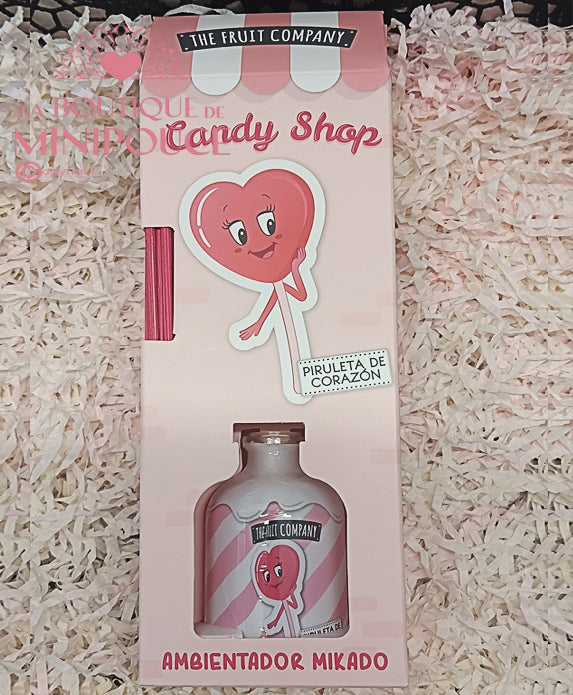 THE FRUIT COMPANY
LA BOUTIQUE DE
MINIPOUCE
Candy Shop
PIRULETA DE
CORAZÓN
THE FRUIT COMPANY
PIRULETA DE
AMBIENTADOR MIKADO